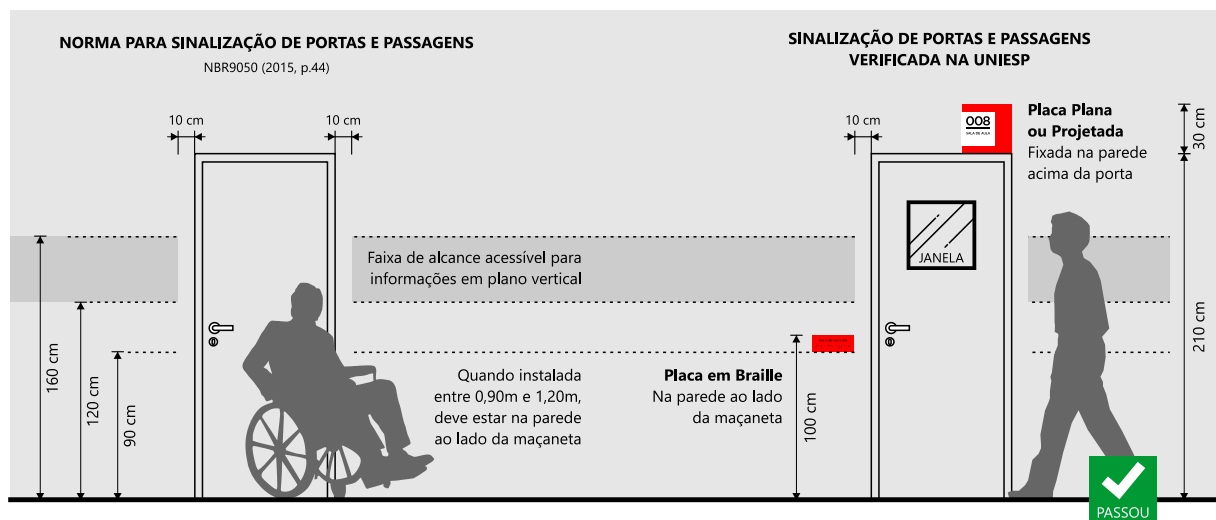 NORMA PARA SINALIZAÇÃO DE PORTAS E PASSAGENS
NBR9050 (2015, p.44)
10 cm
10 cm
Faixa de alcance acessível para
informações em plano vertical
160 cm
120 cm
90 cm
Quando instalada
entre 0,90m e 1,20m,
deve estar na parede
ao lado da maçaneta
SINALIZAÇÃO DE PORTAS E PASSAGENS
VERIFICADA NA UNIESP
10 cm
008
SALA DE AULA
Placa Plana
ou Projetada
Fixada na parede
acima da porta
30 cm
JANELA
210 cm
Placa em Braille
Na parede ao lado
da maçaneta
100 cm
PASSOU